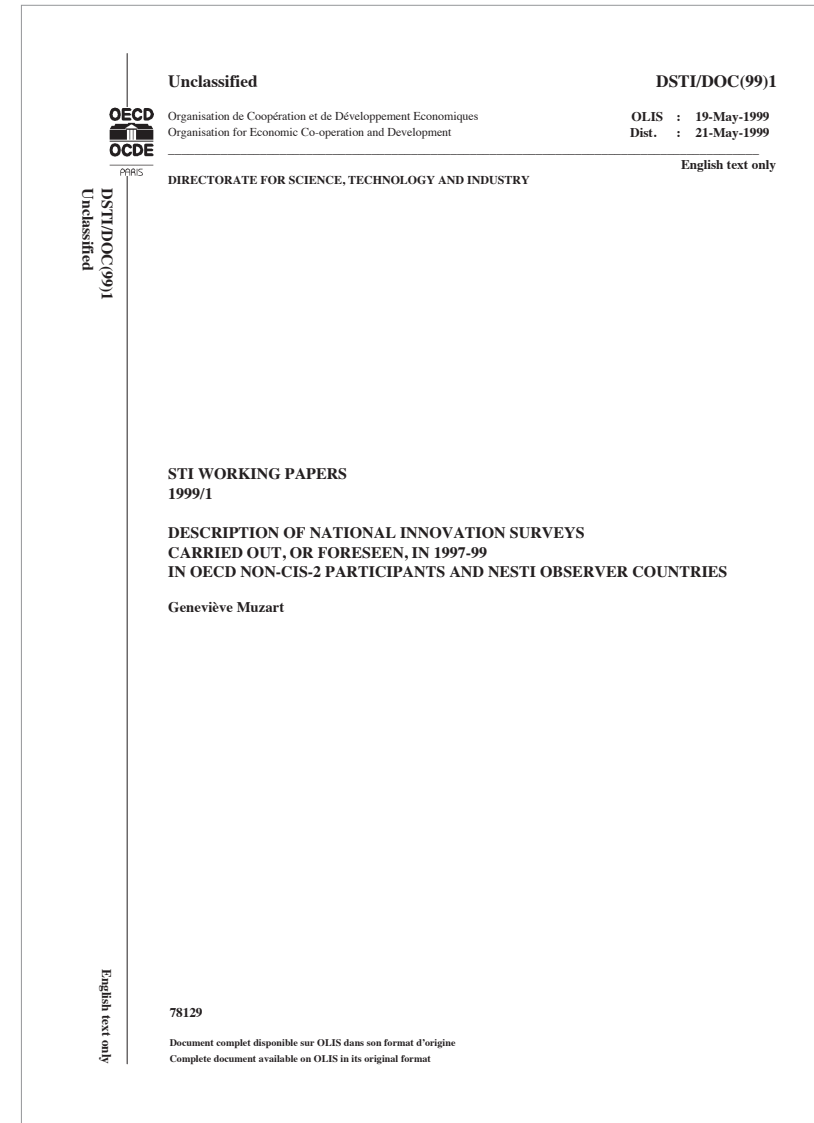 Unclassified DSTI/DOC(99)1
OECD
OCDE
PARIS
Organisation de Coopération et de Développement Economiques OLIS : 19-May-1999
Organisation for Economic Co-operation and Development Dist. : 21-May-1999
English text only
DIRECTORATE FOR SCIENCE, TECHNOLOGY AND INDUSTRY
DSTI/DOC(99)1
Unclassified
STI WORKING PAPERS
1999/1
DESCRIPTION OF NATIONAL INNOVATION SURVEYS
CARRIED OUT, OR FORESEEN, IN 1997-99
IN OECD NON-CIS-2 PARTICIPANTS AND NESTI OBSERVER COUNTRIES
Geneviève Muzart
English text only
78129
Document complet disponible sur OLIS dans son format d'origine
Complete document available on OLIS in its original format